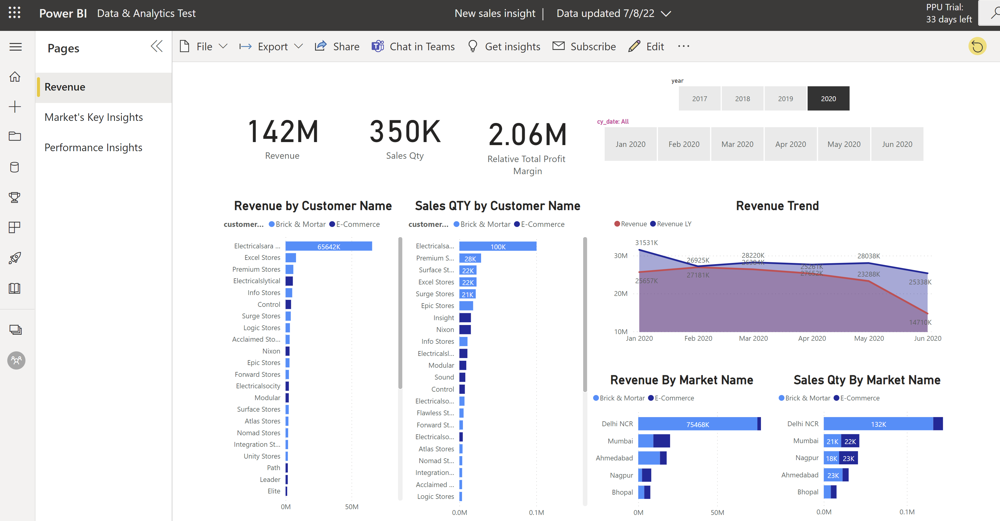 Power BI Data & Analytics Test
New sales insight | Data updated 7/8/22
PPU Trial:
33 days left
Pages
File Export Share Chat in Teams Get insights Subscribe Edit ...
Revenue
Market's Key Insights
Performance Insights
year
2017 2018 2019 2020
cy_date: All
Jan 2020 Feb 2020 Mar 2020 Apr 2020 May 2020 Jun 2020
142M
Revenue
350K
Sales Qty
2.06M
Relative Total Profit
Margin
Revenue by Customer Name
customer... Brick & Mortar E-Commerce
Electricalsara ... 65642K
Excel Stores
Premium Stores
Electricalslytical
Info Stores
Control
Surge Stores
Logic Stores
Acclaimed Sto...
Nixon
Epic Stores
Forward Stores
Electricalsocity
Modular
Surface Stores
Atlas Stores
Nomad Stores
Integration St...
Unity Stores
Path
Leader
Elite
0M 50M
Sales QTY by Customer Name
customer... Brick & Mortar E-Commerce
Electricalsa... 100K
Premium S... 28K
Surface St... 22K
Excel Stores 22K
Surge Stores 21K
Epic Stores
Insight
Nixon
Info Stores
Electricalsl...
Modular
Sound
Control
Electricalso...
Flawless St...
Forward St...
Electricalso...
Atlas Stores
Nomad St...
Integration...
Acclaimed ...
Logic Stores
0.0M 0.1M
Revenue Trend
Revenue Revenue LY
31531K
30M 26925K 28220K 28038K
26384K
25261K
27652K
25657K 27181K 23288K 25338K
20M
14710K
10M
Jan 2020 Feb 2020 Mar 2020 Apr 2020 May 2020 Jun 2020
Revenue By Market Name
Brick & Mortar E-Commerce
Delhi NCR 75468K
Mumbai
Ahmedabad
Nagpur
Bhopal
0M 50M
Sales Qty By Market Name
Brick & Mortar E-Commerce
Delhi NCR 132K
Mumbai 21K 22K
Nagpur 18K 23K
Ahmedabad 23K
Bhopal
0.0M 0.1M